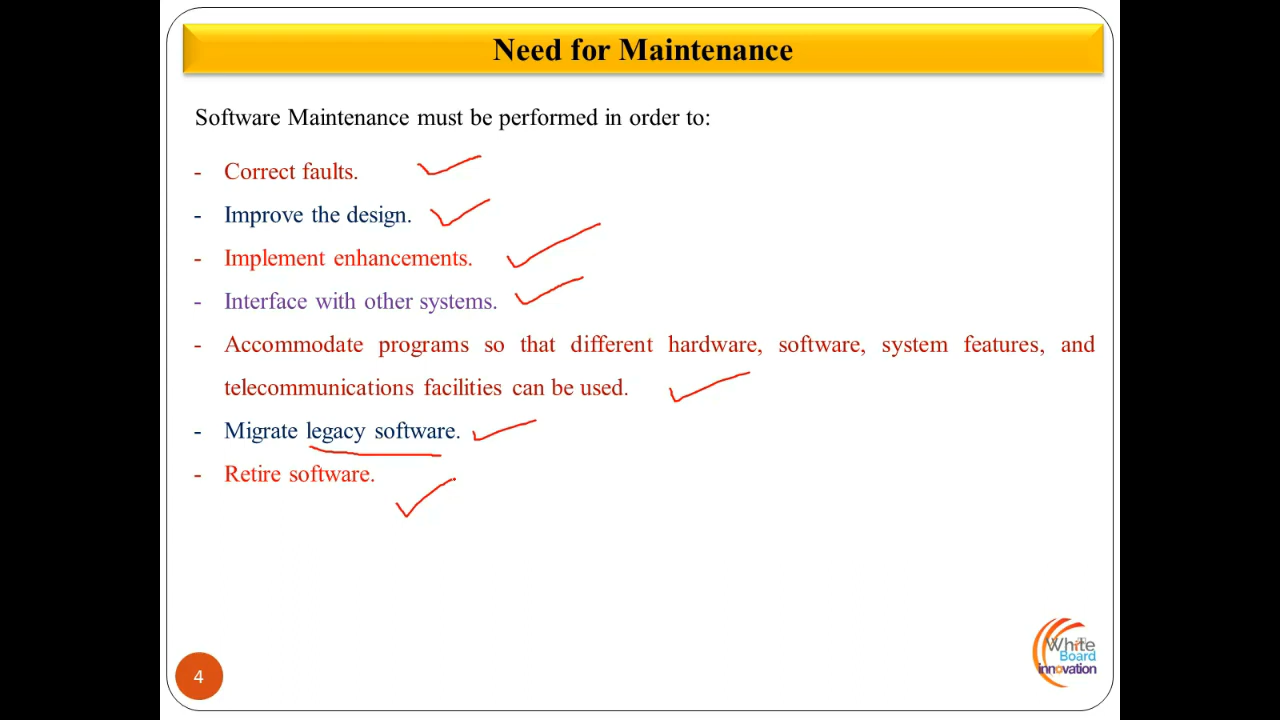 Need for Maintenance
Software Maintenance must be performed in order to:
- Correct faults.
- Improve the design.
- Implement enhancements.
- Interface with other systems.
- Accommodate programs so that different hardware, software, system features, and
telecommunications facilities can be used.
- Migrate legacy software.
- Retire software.
White
Board
innovation
4